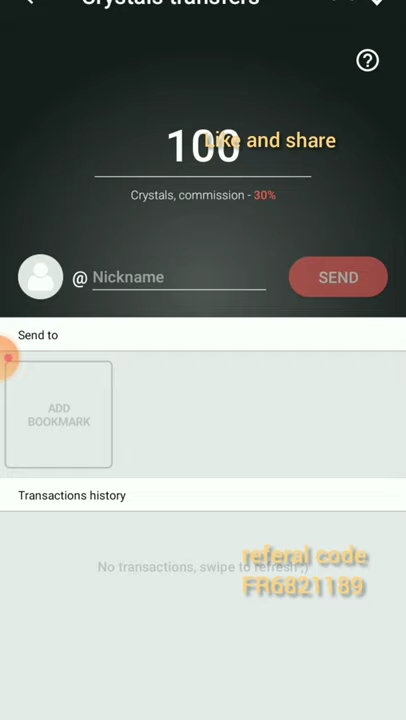 Crystals transfers
100
Like and share
Crystals, commission - 30%
@ Nickname
SEND
Send to
ADD
BOOKMARK
Transactions history
No transactions, swipe to refresh ;)
referal code
FR6821189